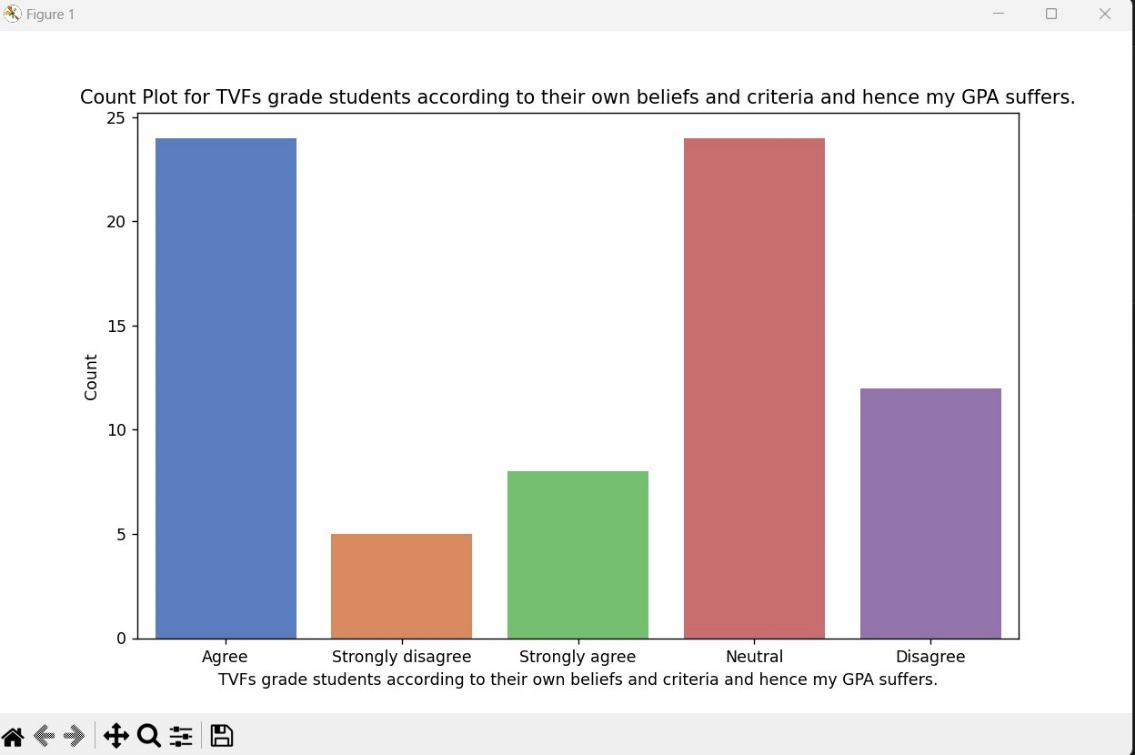 Figure 1
Count Plot for TVFs grade students according to their own beliefs and criteria and hence my GPA suffers.
25
20
15
10
5
0
Count
Agree
Strongly disagree
Strongly agree
Neutral
Disagree
TVFs grade students according to their own beliefs and criteria and hence my GPA suffers.